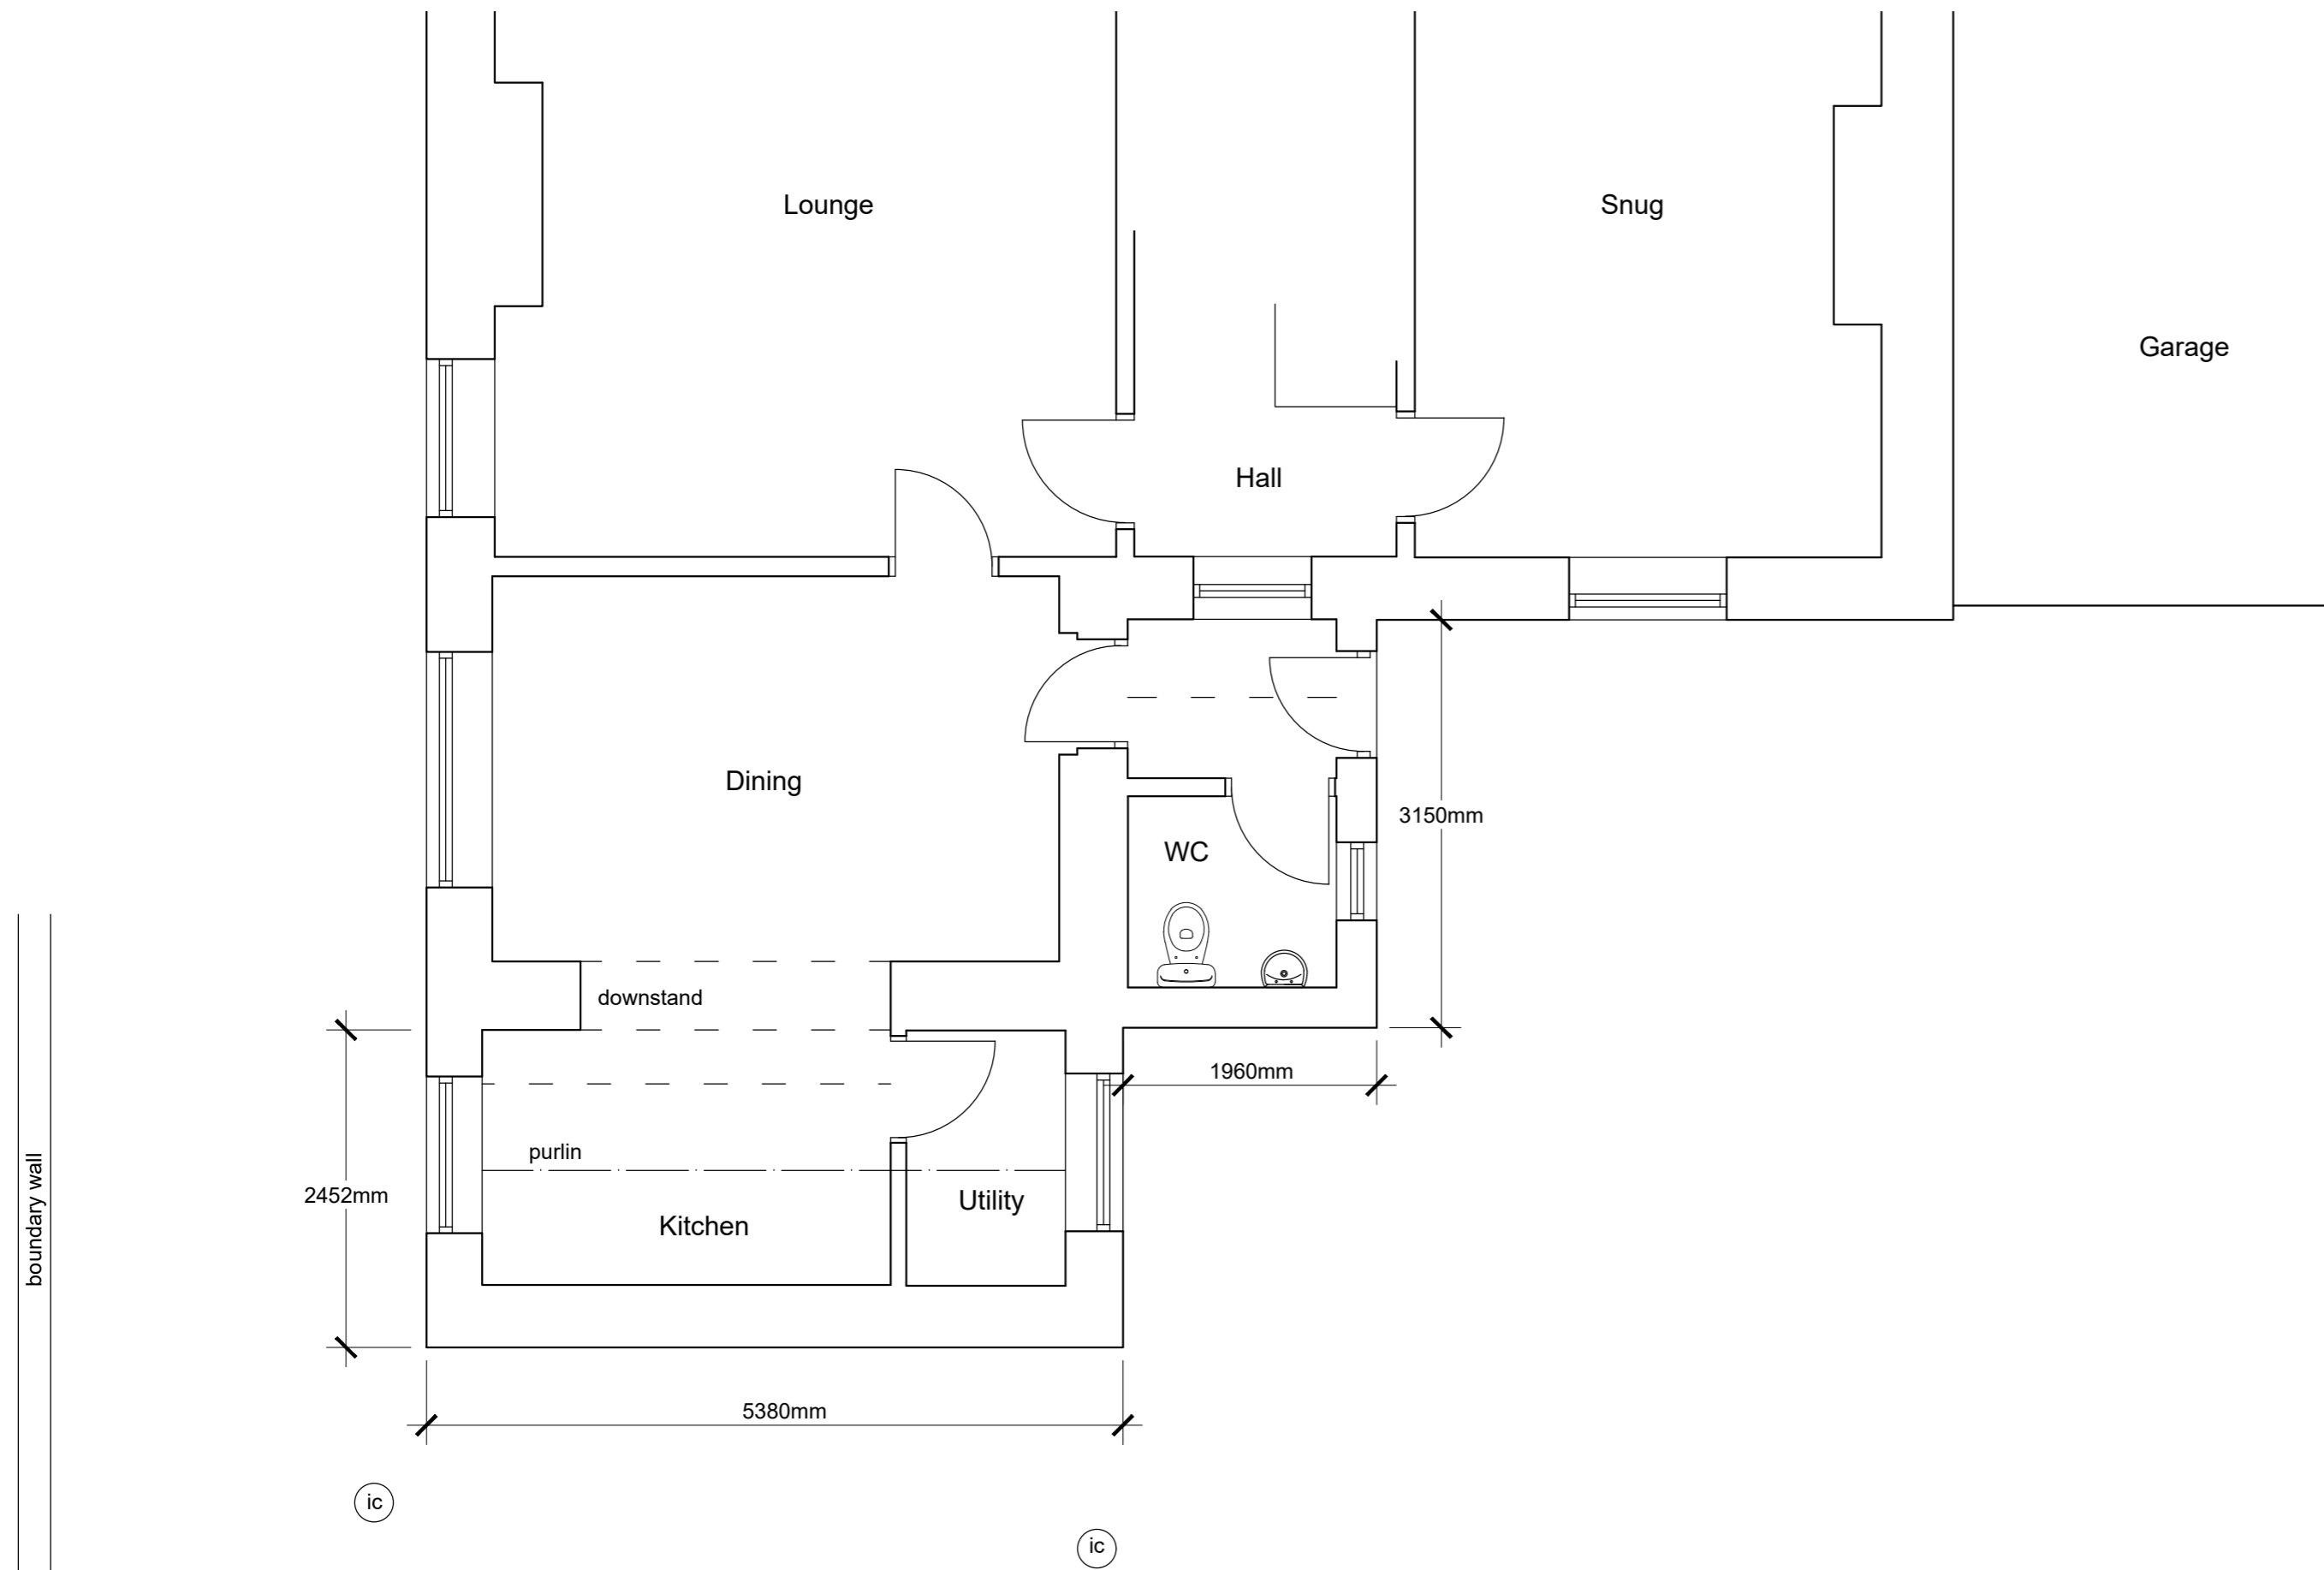 Lounge
Snug
Garage
Hall
Dining
3150mm
WC
downstand
1960mm
purlin
2452mm
Utility
Kitchen
boundary wall
5380mm
ic
ic